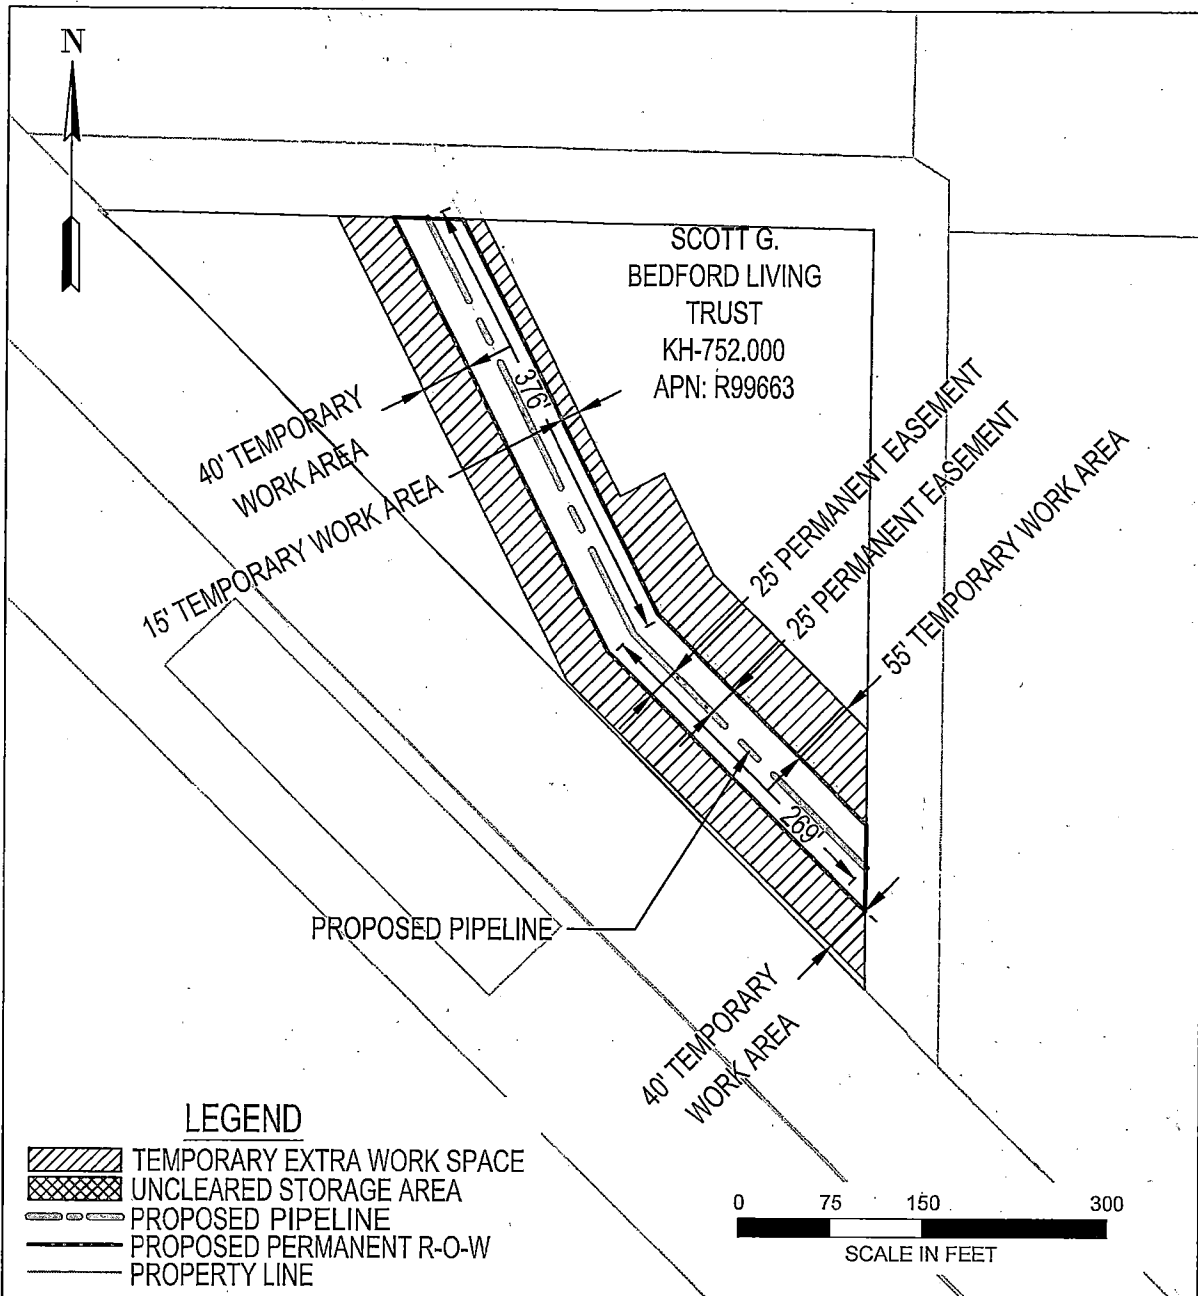 N
SCOTT G.
BEDFORD LIVING
TRUST
KH-752.000
APN: R99663
376'
40' TEMPORARY
WORK AREA
15' TEMPORARY WORK AREA
25' PERMANENT EASEMENT
25' PERMANENT EASEMENT
55' TEMPORARY WORK AREA
269'
PROPOSED PIPELINE
40' TEMPORARY
WORK AREA
LEGEND
TEMPORARY EXTRA WORK SPACE
UNCLEARED STORAGE AREA
PROPOSED PIPELINE
PROPOSED PERMANENT R-O-W
PROPERTY LINE
0 75 150 300
SCALE IN FEET